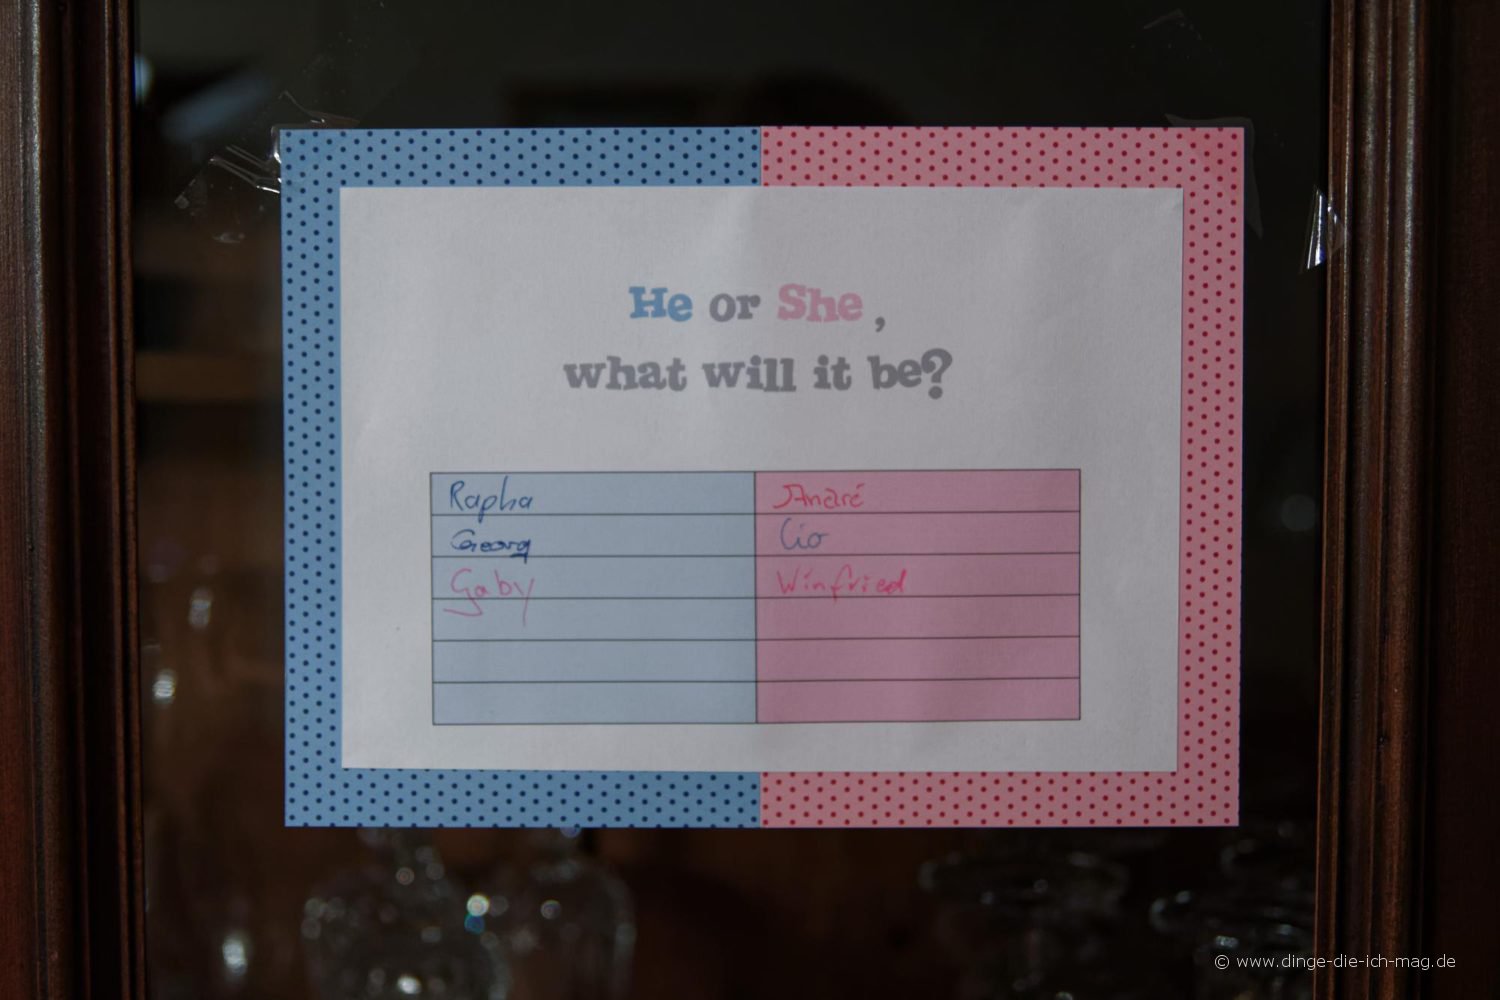 He or She,
what will it be?
Rapha André
Georg Cio
Gaby Winfried
© www.dinge-die-ich-mag.de